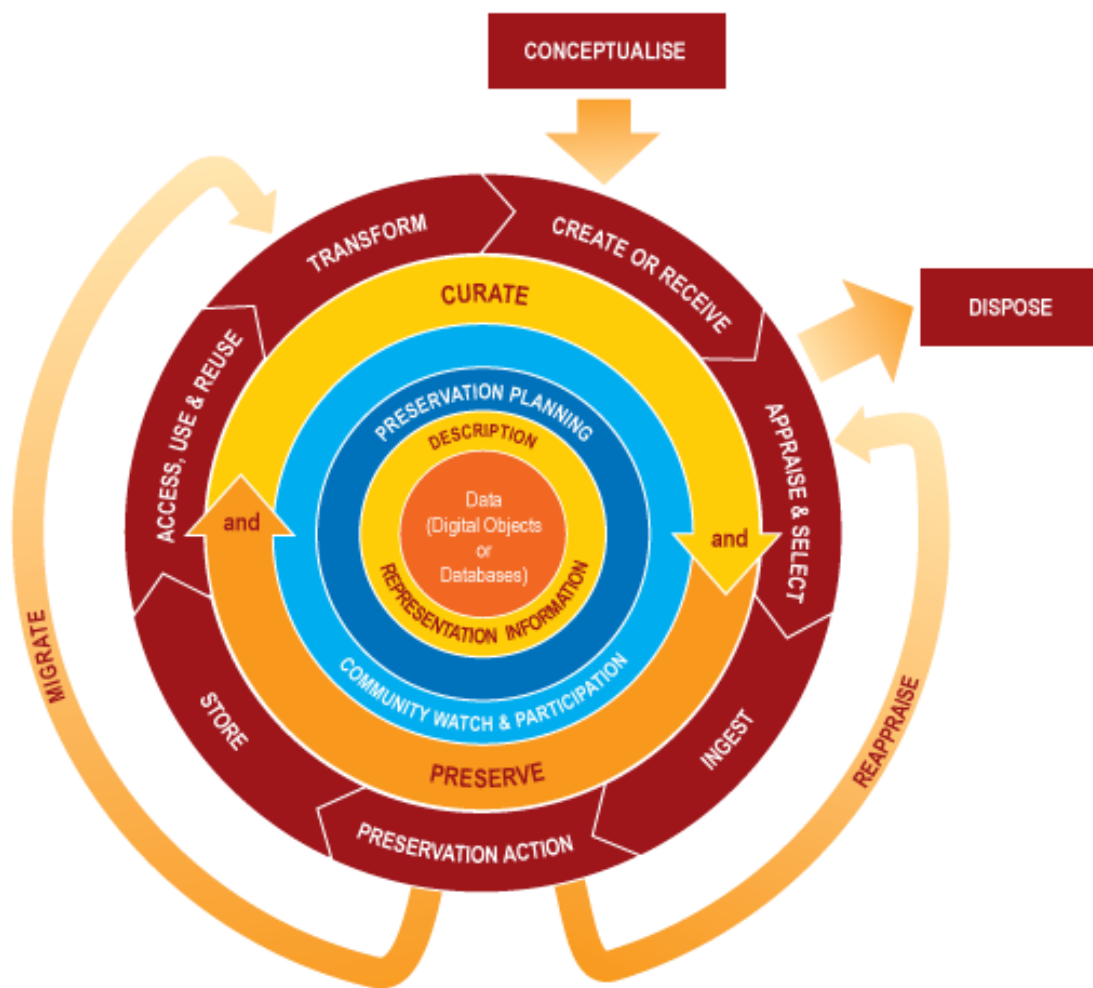 CONCEPTUALISE
TRANSFORM
CREATE OR RECEIVE
DISPOSE
CURATE
ACCESS, USE & REUSE
APPRAISE & SELECT
PRESERVATION PLANNING
DESCRIPTION
Data
(Digital Objects
or
Databases)
and
and
REPRESENTATION INFORMATION
COMMUNITY WATCH & PARTICIPATION
MIGRATE
STORE
INGEST
REAPPRAISE
PRESERVE
PRESERVATION ACTION